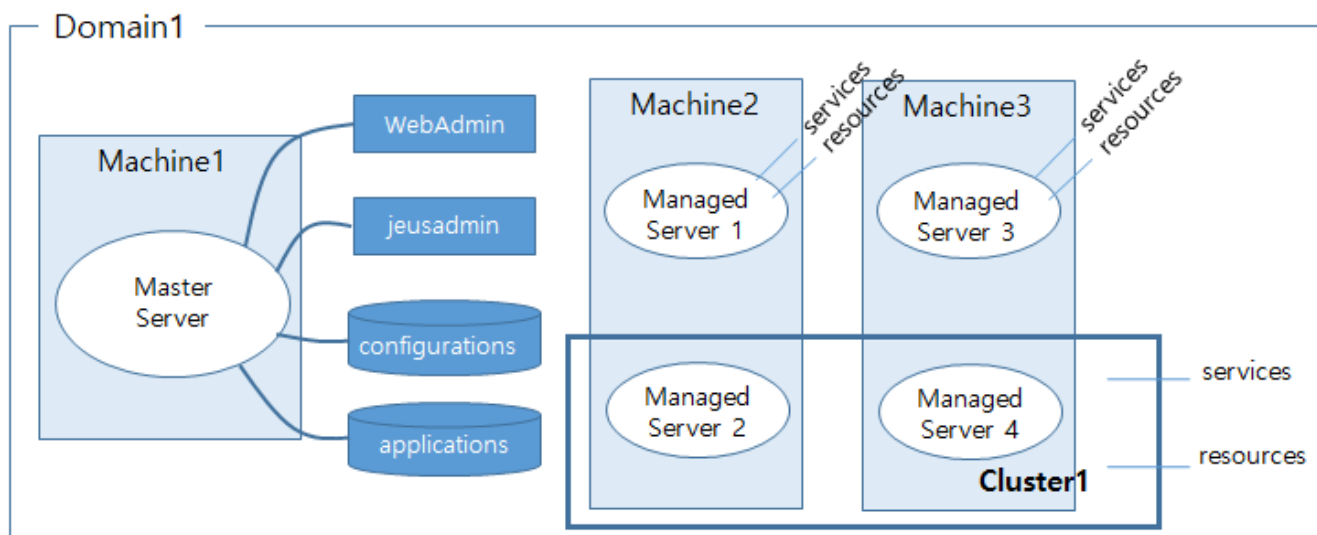 Domain1
Machine1
Master
Server
WebAdmin
jeusadmin
configurations
applications
Machine2
services
resources
Managed
Server 1
Managed
Server 2
Machine3
services
resources
Managed
Server 3
Managed
Server 4
Cluster1
services
resources